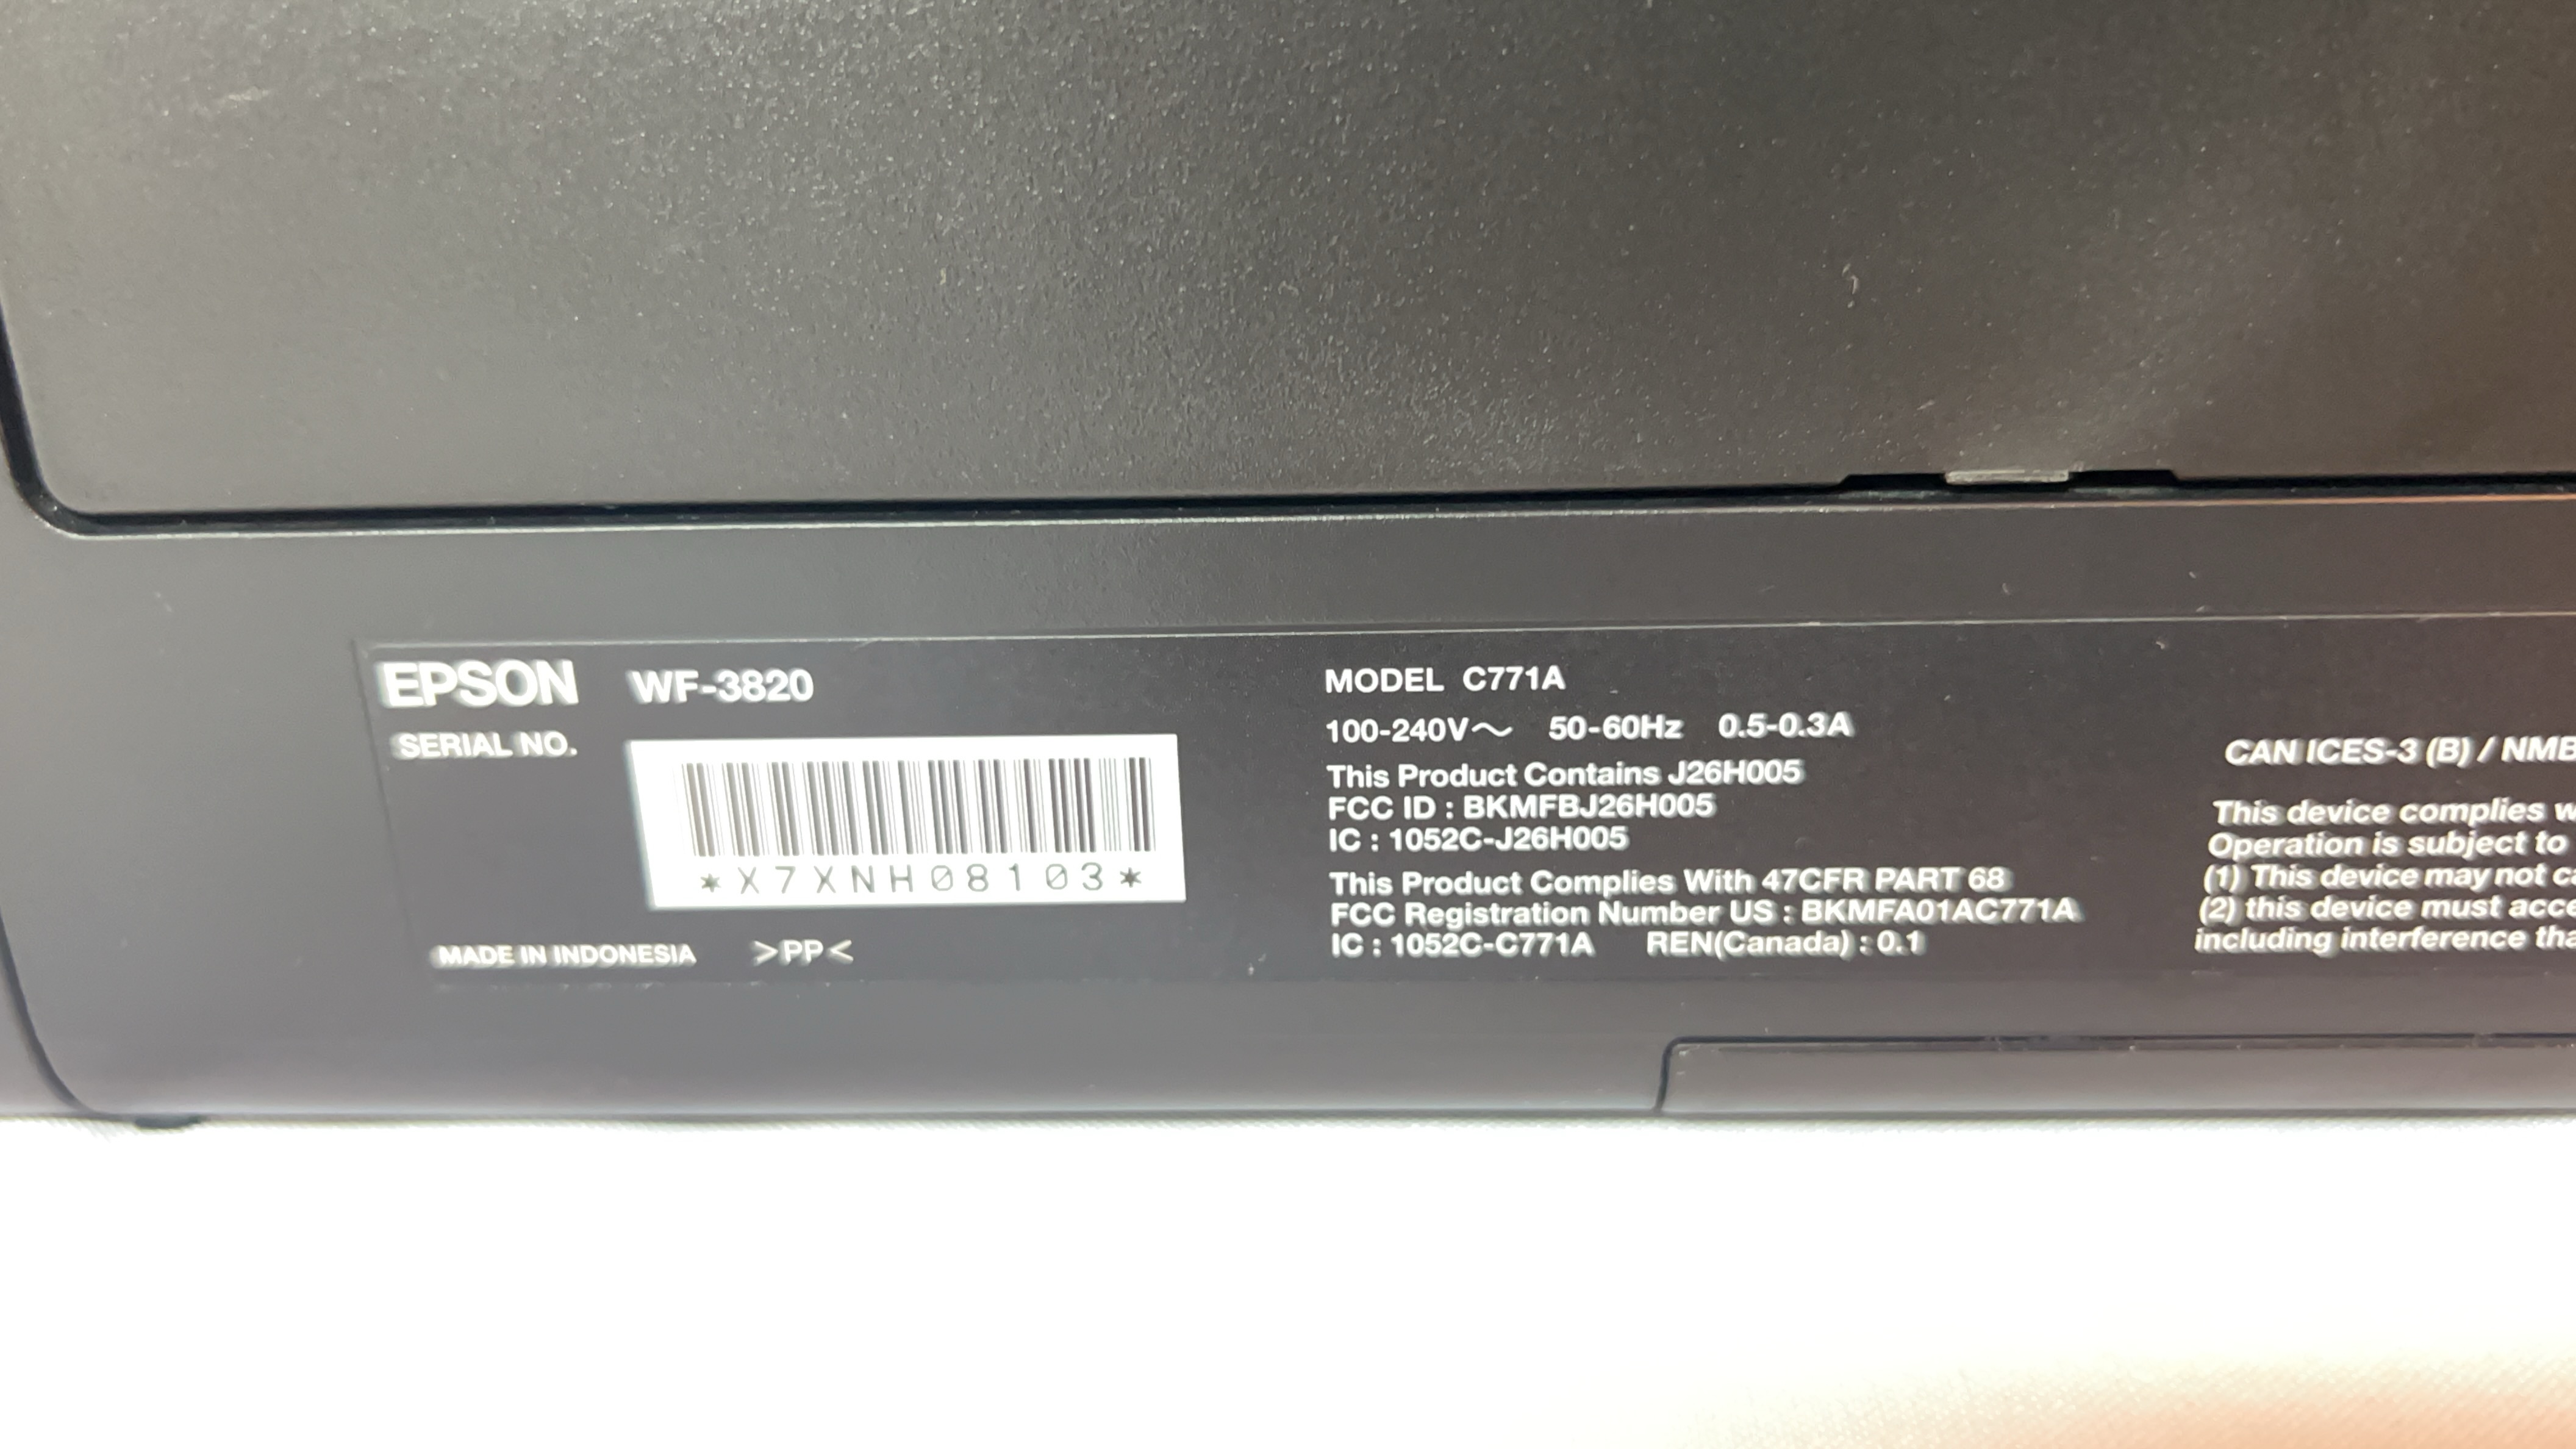 EPSON WF-3820
SERIAL NO.
*X7XNH08103*
MADE IN INDONESIA >PP<
MODEL C771A
100-240V～ 50-60Hz 0.5-0.3A
This Product Contains J26H005
FCC ID : BKMFBJ26H005
IC : 1052C-J26H005
This Product Complies With 47CFR PART 68
FCC Registration Number US : BKMFA01AC771A
IC : 1052C-C771A REN(Canada) : 0.1
CAN ICES-3 (B) / NMB
This device complies
Operation is subject to
(1) This device may not
(2) this device must
including interference